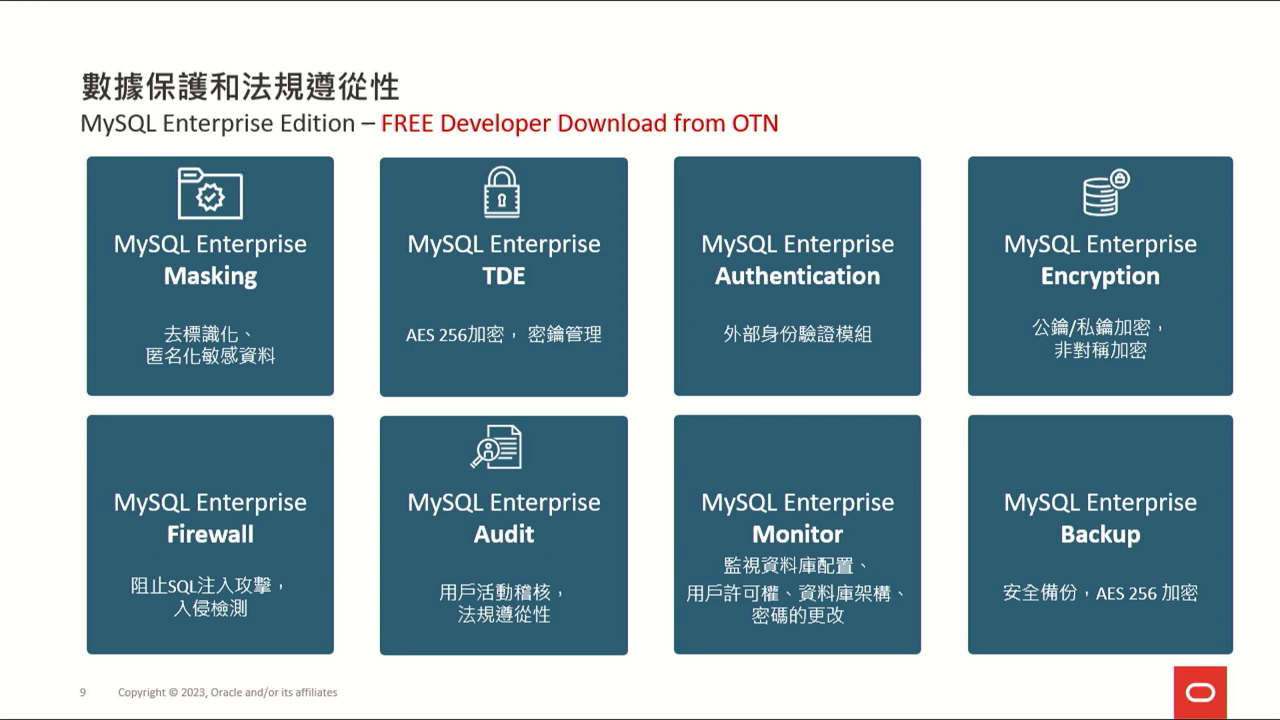 數據保護和法規遵從性
MySQL Enterprise Edition – FREE Developer Download from OTN
MySQL Enterprise
Masking
去標識化、
匿名化敏感資料
MySQL Enterprise
TDE
AES 256加密， 密鑰管理
MySQL Enterprise
Authentication
外部身份驗證模組
MySQL Enterprise
Encryption
公鑰/私鑰加密，
非對稱加密
MySQL Enterprise
Firewall
阻止SQL注入攻擊，
入侵檢測
MySQL Enterprise
Audit
用戶活動稽核，
法規遵從性
MySQL Enterprise
Monitor
監視資料庫配置、
用戶許可權、資料庫架構、
密碼的更改
MySQL Enterprise
Backup
安全備份，AES 256 加密
9 Copyright © 2023, Oracle and/or its affiliates